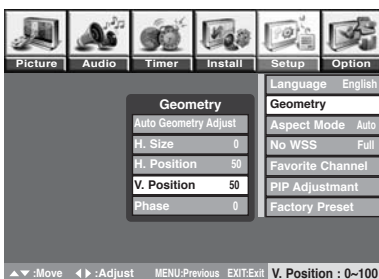 Picture Audio Timer Install Setup Option
Language English
Geometry
Aspect Mode Auto
No WSS Full
Favorite Channel
PIP Adjustmant
Factory Preset
Geometry
Auto Geometry Adjust
H. Size 0
H. Position 50
V. Position 50
Phase 0
▲▼ :Move ◀▶ :Adjust MENU:Previous EXIT:Exit V. Position : 0~100